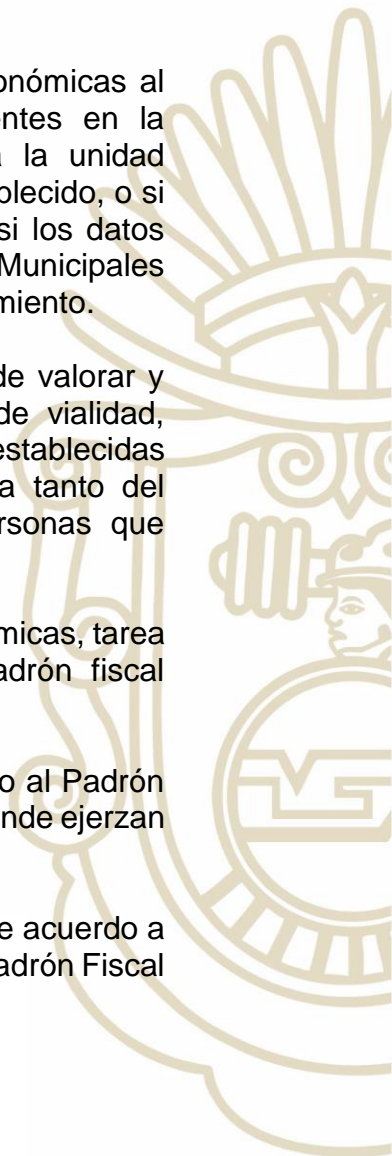 onómicas al
entes en la
la unidad
blecido, o si
si los datos
Municipales
miento.
de valorar y
de vialidad,
establecidas
a tanto del
ersonas que
micas, tarea
adrón fiscal
o al Padrón
nde ejerzan
e acuerdo a
adrón Fiscal